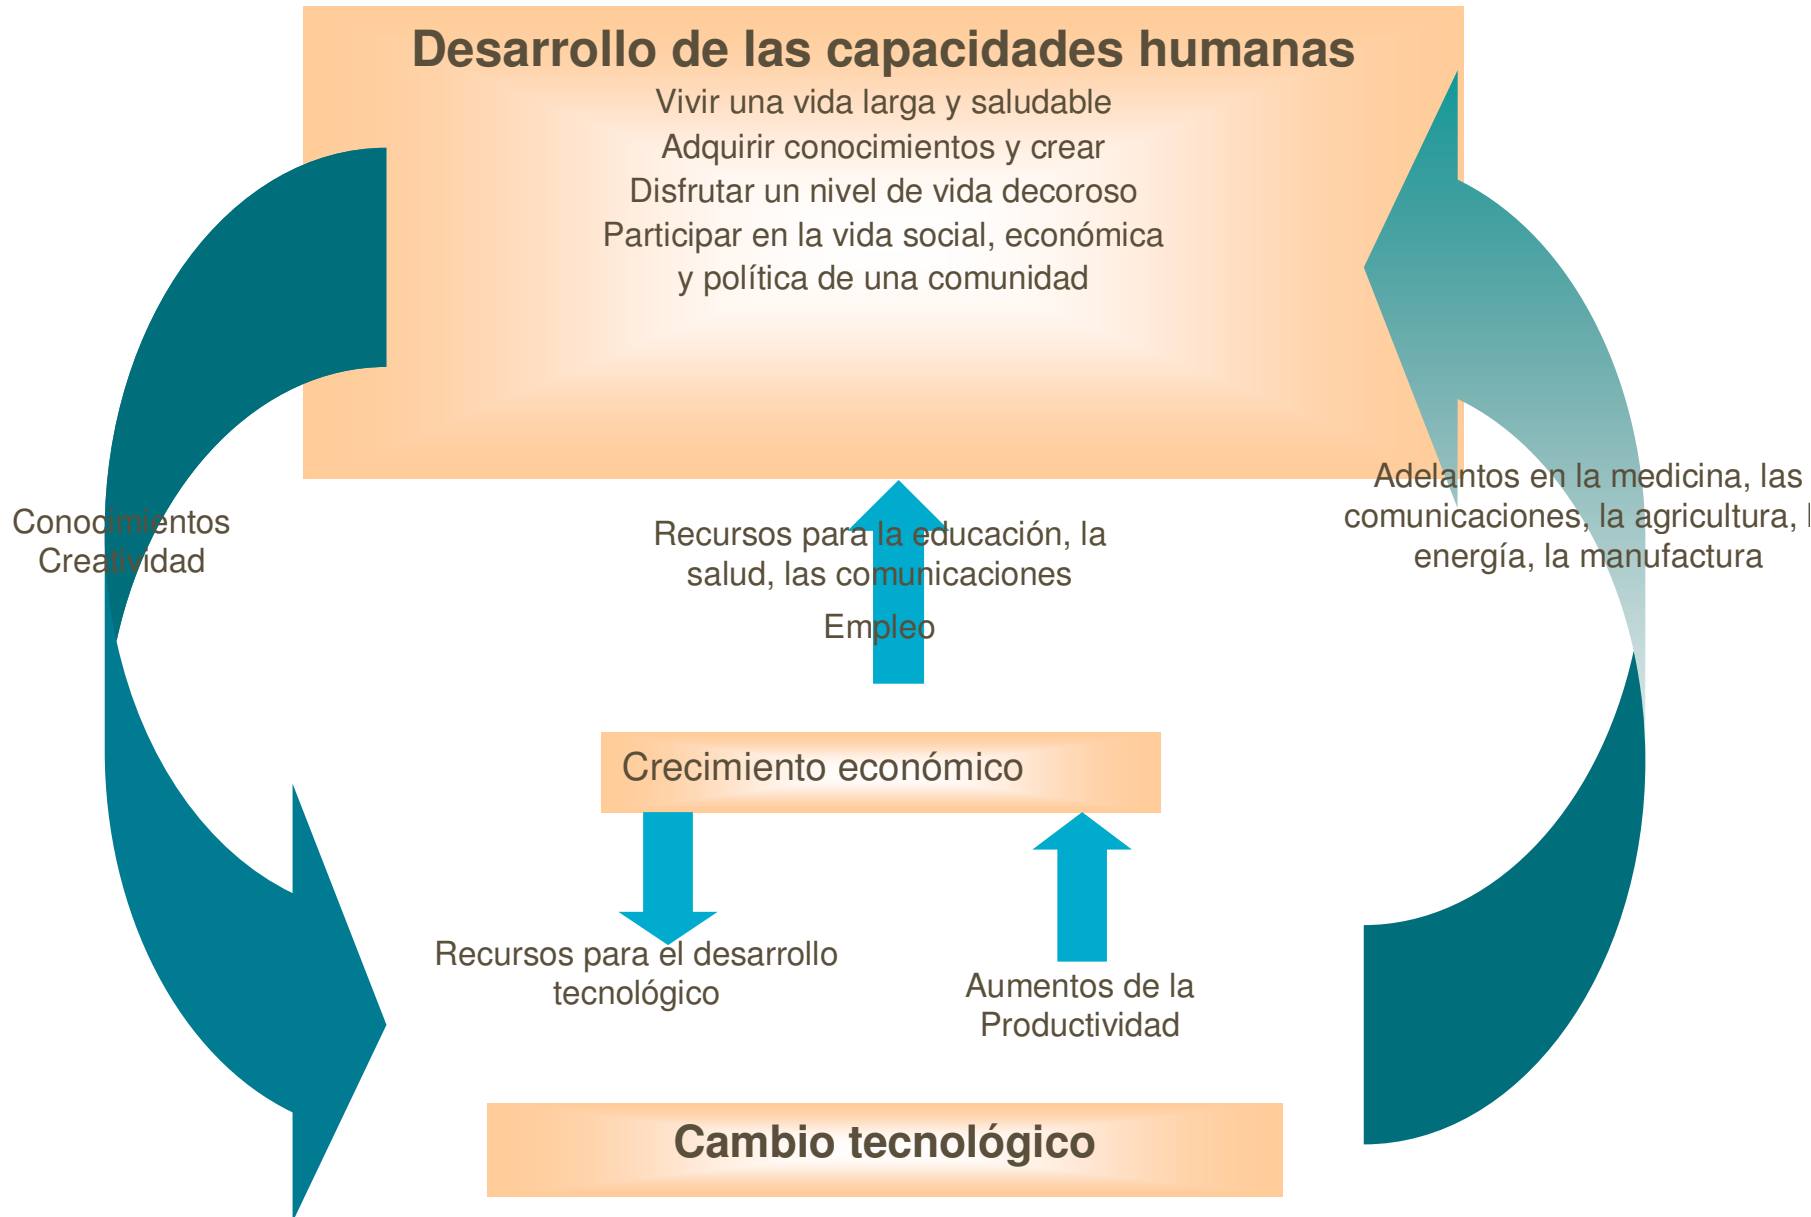 Desarrollo de las capacidades humanas
Vivir una vida larga y saludable
Adquirir conocimientos y crear
Disfrutar un nivel de vida decoroso
Participar en la vida social, económica
y política de una comunidad
Conocimientos
Creatividad
Recursos para la educación, la
salud, las comunicaciones
Empleo
Adelantos en la medicina, las
comunicaciones, la agricultura,
energía, la manufactura
Crecimiento económico
Recursos para el desarrollo
tecnológico
Aumentos de la
Productividad
Cambio tecnológico